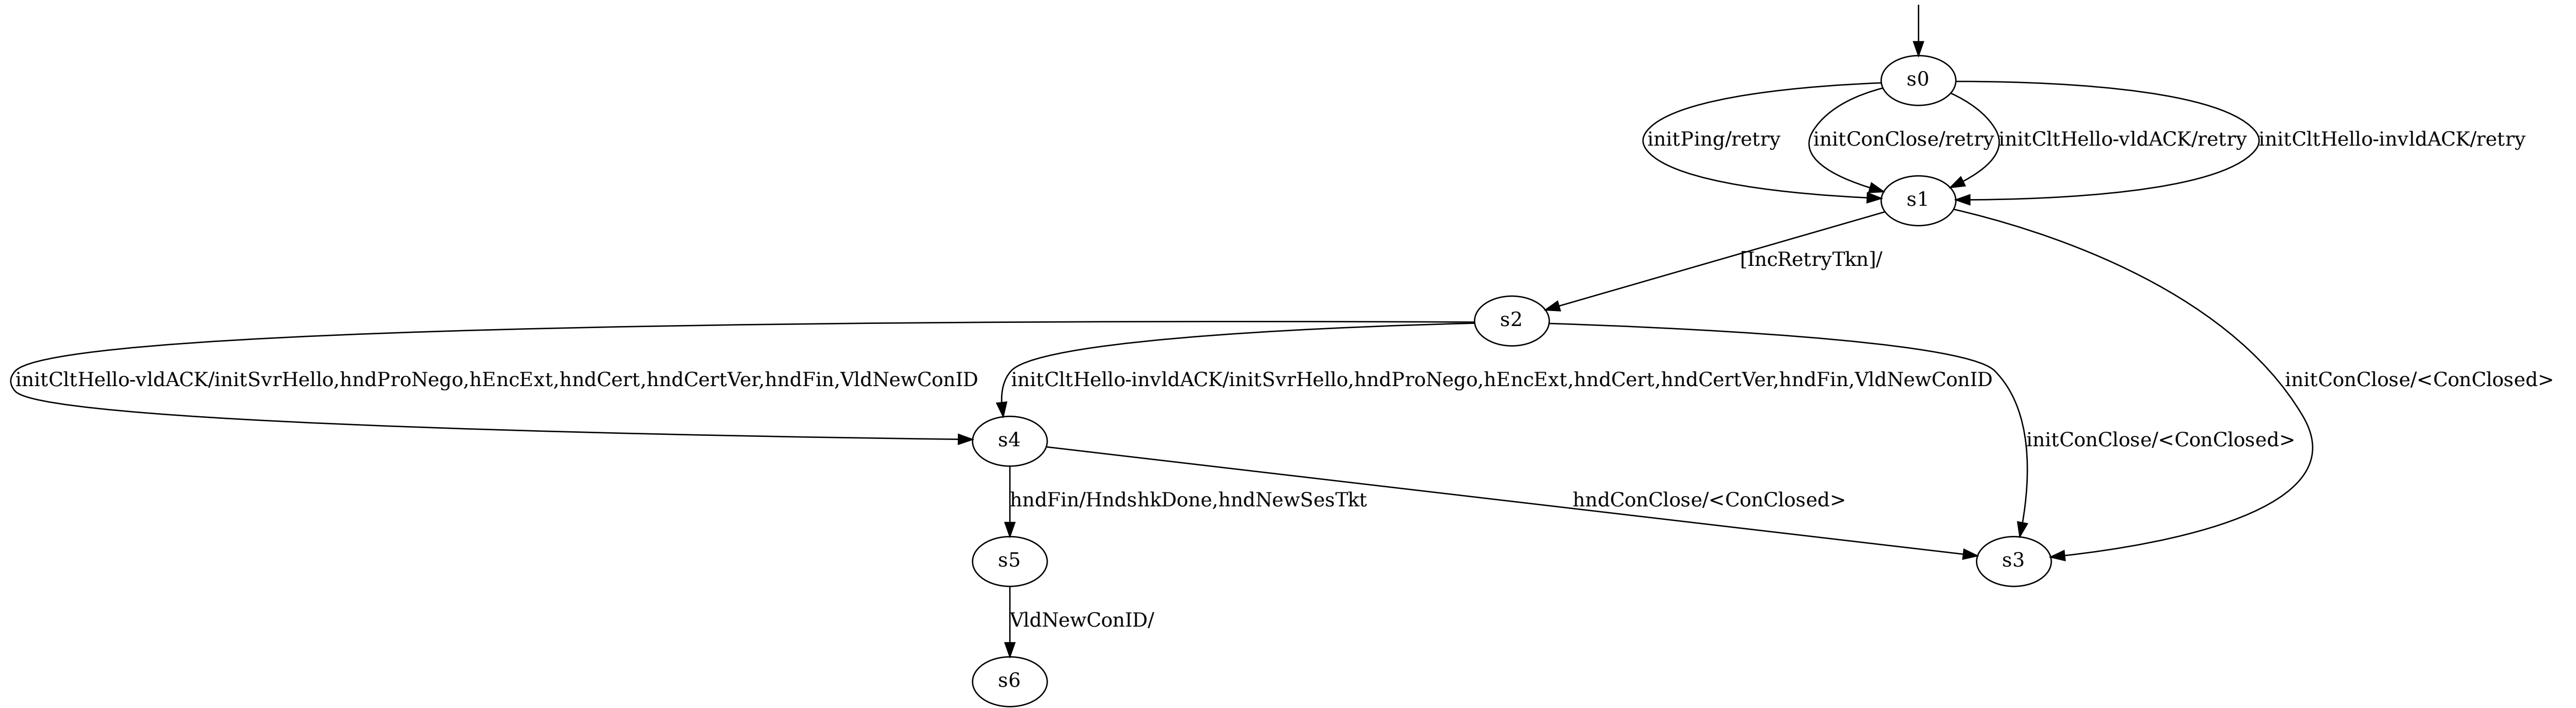 s0
initPing/retry
initConClose/retry
initCltHello-vldACK/retry
initCltHello-invldACK/retry
s1
[IncRetryTkn]/
s2
initCltHello-vldACK/initSvrHello,hndProNego,hEncExt,hndCert,hndCertVer,hndFin,VldNewConID
initCltHello-invldACK/initSvrHello,hndProNego,hEncExt,hndCert,hndCertVer,hndFin,VldNewConID
initConClose/<ConClosed>
initConClose/<ConClosed>
s4
hndFin/HndshkDone,hndNewSesTkt
hndConClose/<ConClosed>
s5
s3
VldNewConID/
s6